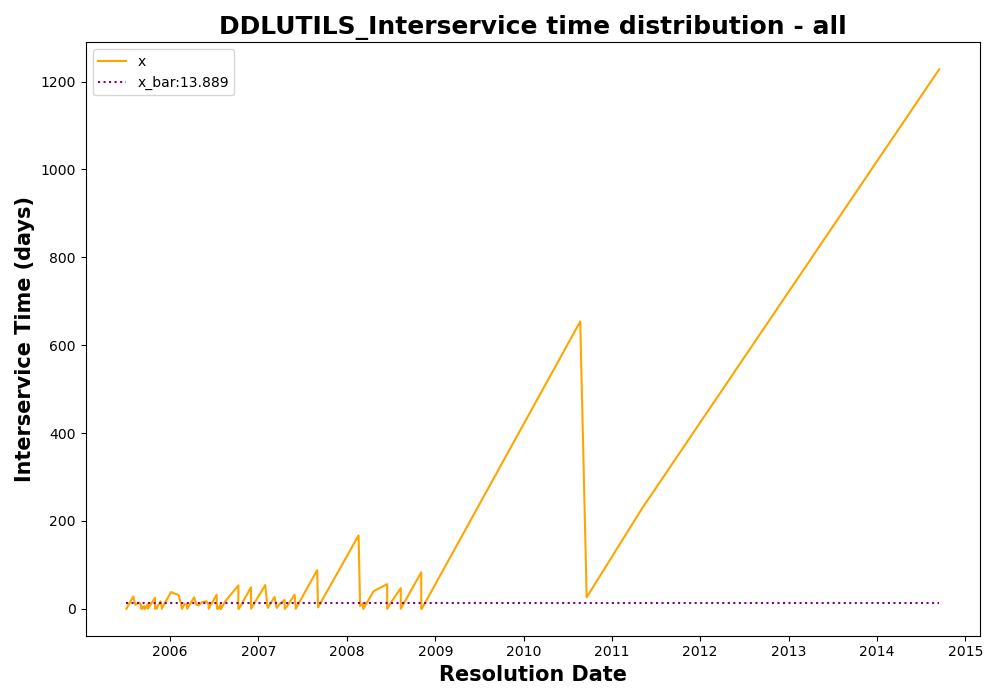 DDLUTILS_Interservice time distribution - all
x
x_bar:13.889
1200
1000
800
600
400
200
0
Interservice Time (days)
2006 2007 2008 2009 2010 2011 2012 2013 2014 2015
Resolution Date